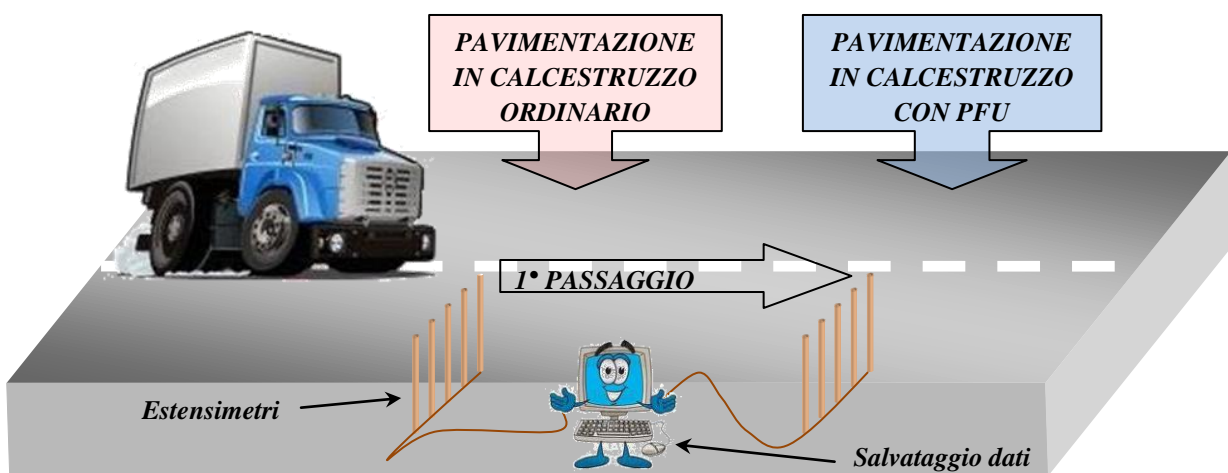 PAVIMENTAZIONE
IN CALCESTRUZZO
ORDINARIO
PAVIMENTAZIONE
IN CALCESTRUZZO
CON PFU
1° PASSAGGIO
Estensimetri
Salvataggio dati